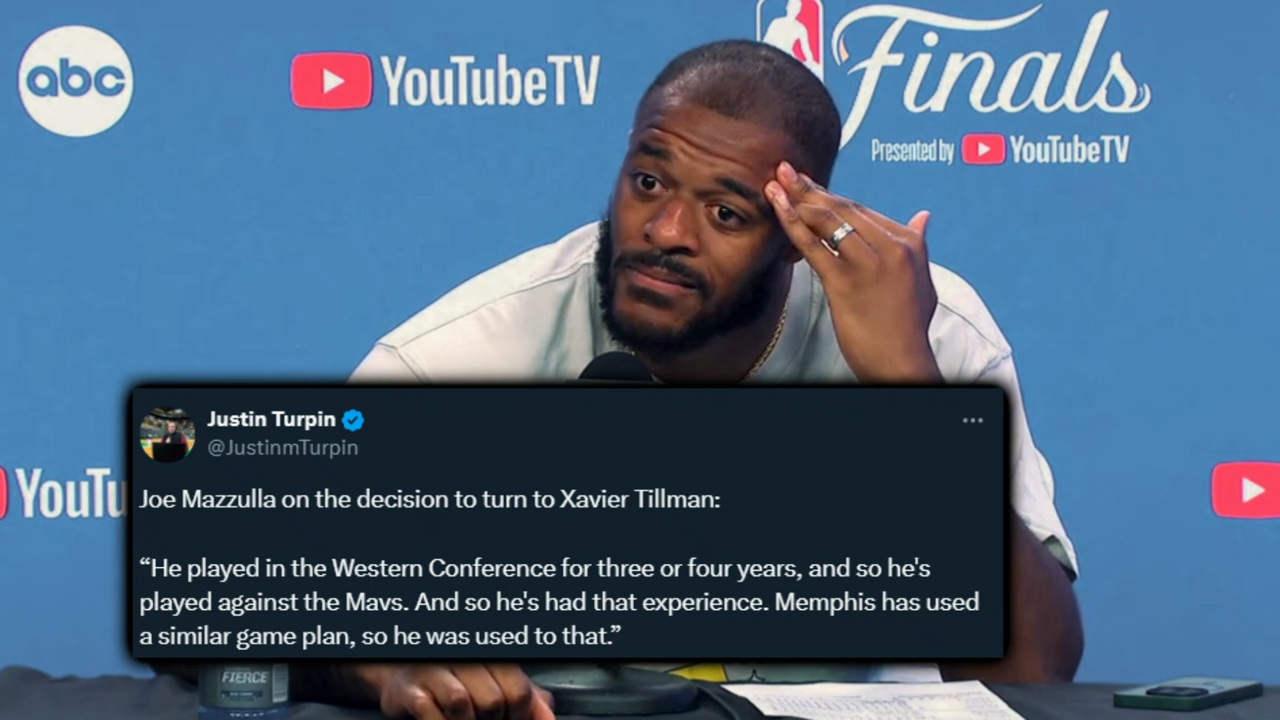 abc
YouTubeTV
Finals
Presented by YouTubeTV
YouTu
Justin Turpin
@JustinmTurpin
Joe Mazzulla on the decision to turn to Xavier Tillman:
“He played in the Western Conference for three or four years, and so he's
played against the Mavs. And so he's had that experience. Memphis has used
a similar game plan, so he was used to that.”
FIERCE